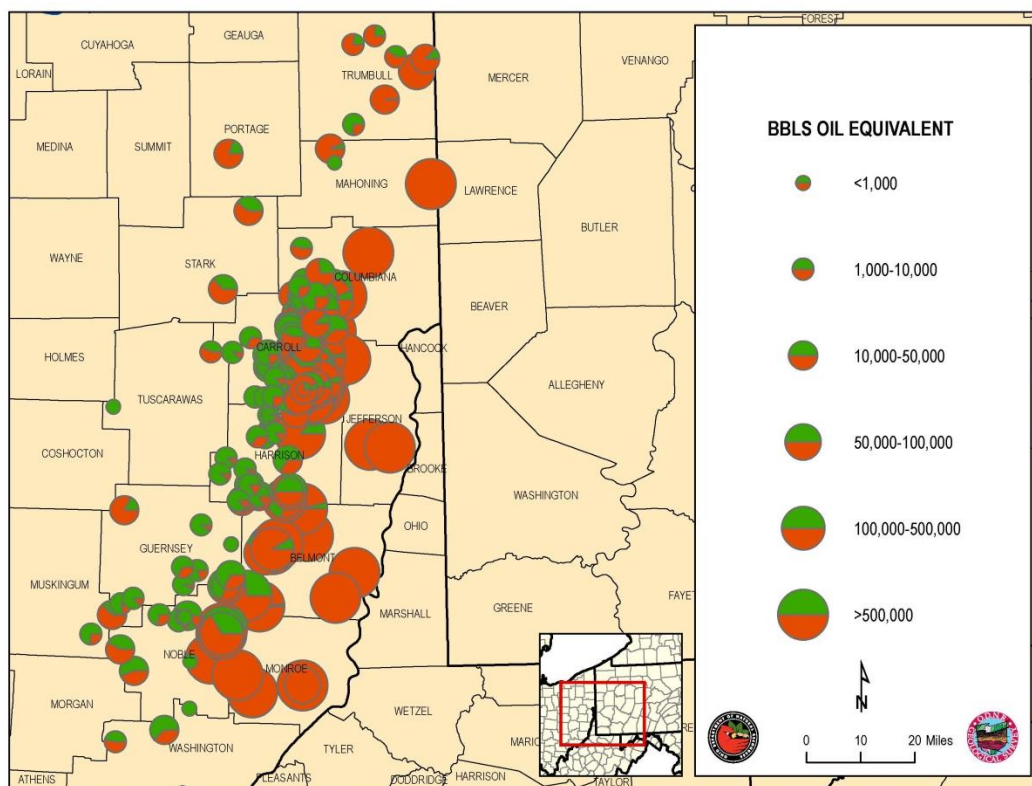 FOREST
GEAUGA
CUYAHOGA
VENANGO
LORAIN
TRUMBULL
MERCER
PORTAGE
MEDINA
SUMMIT
MAHONING
LAWRENCE
BUTLER
WAYNE
STARK
COLUMBIANA
BEAVER
HOLMES
CARROLL
HANCOCK
ALLEGHENY
TUSCARAWAS
JEFFERSON
COSHOCTON
HARRISON
BROOKE
WASHINGTON
OHIO
GUERNSEY
BELMONT
MUSKINGUM
MARSHALL
GREENE
FAYET
NOBLE
MONROE
MORGAN
WETZEL
WASHINGTON
TYLER
MARIO
ATHENS
PLEASANTS
DODDRIDGE
HARRISON
TAYLOR
BBLS OIL EQUIVALENT
<1,000
1,000-10,000
10,000-50,000
50,000-100,000
100,000-500,000
>500,000
N
0 10 20 Miles